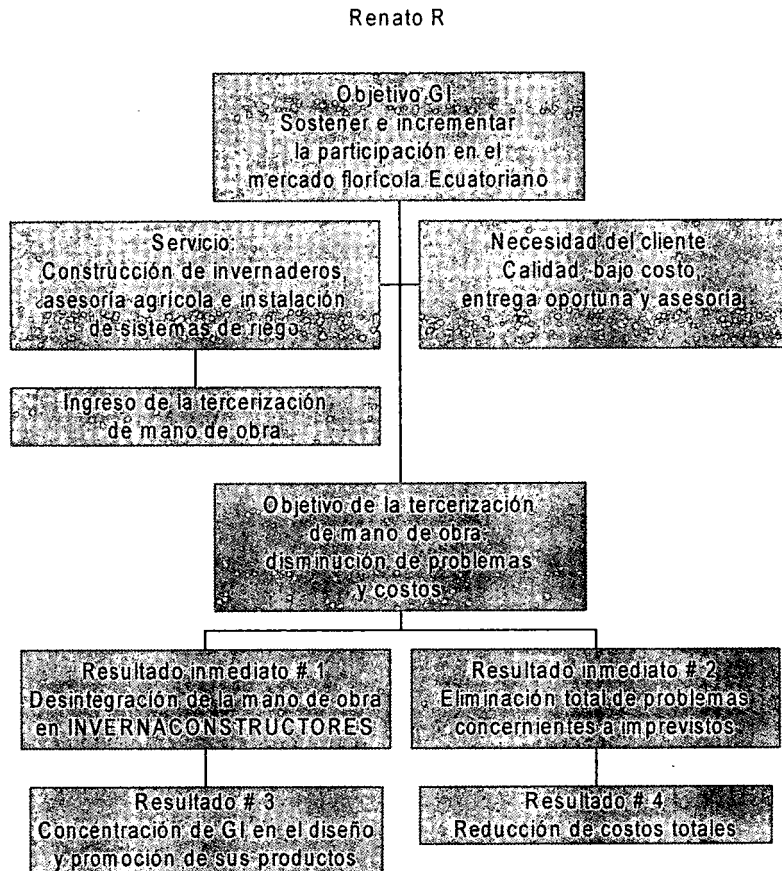 Renato R
Objetivo GI
Sostener e incrementar
la participación en el
mercado florícola Ecuatoriano
Servicio:
Construcción de invernaderos,
asesoría agrícola e instalación
de sistemas de riego
Necesidad del cliente
Calidad, bajo costo,
entrega oportuna y asesoría
Ingreso de la tercerización
de mano de obra
Objetivo de la tercerización
de mano de obra:
disminución de problemas
y costos
Resultado inmediato # 1
Desintegración de la mano de obra
en INVERNACONSTRUCTORES
Resultado inmediato # 2
Eliminación total de problemas
concernientes a imprevistos
Resultado # 3
Concentración de GI en el diseño
y promoción de sus productos
Resultado # 4
Reducción de costos totales